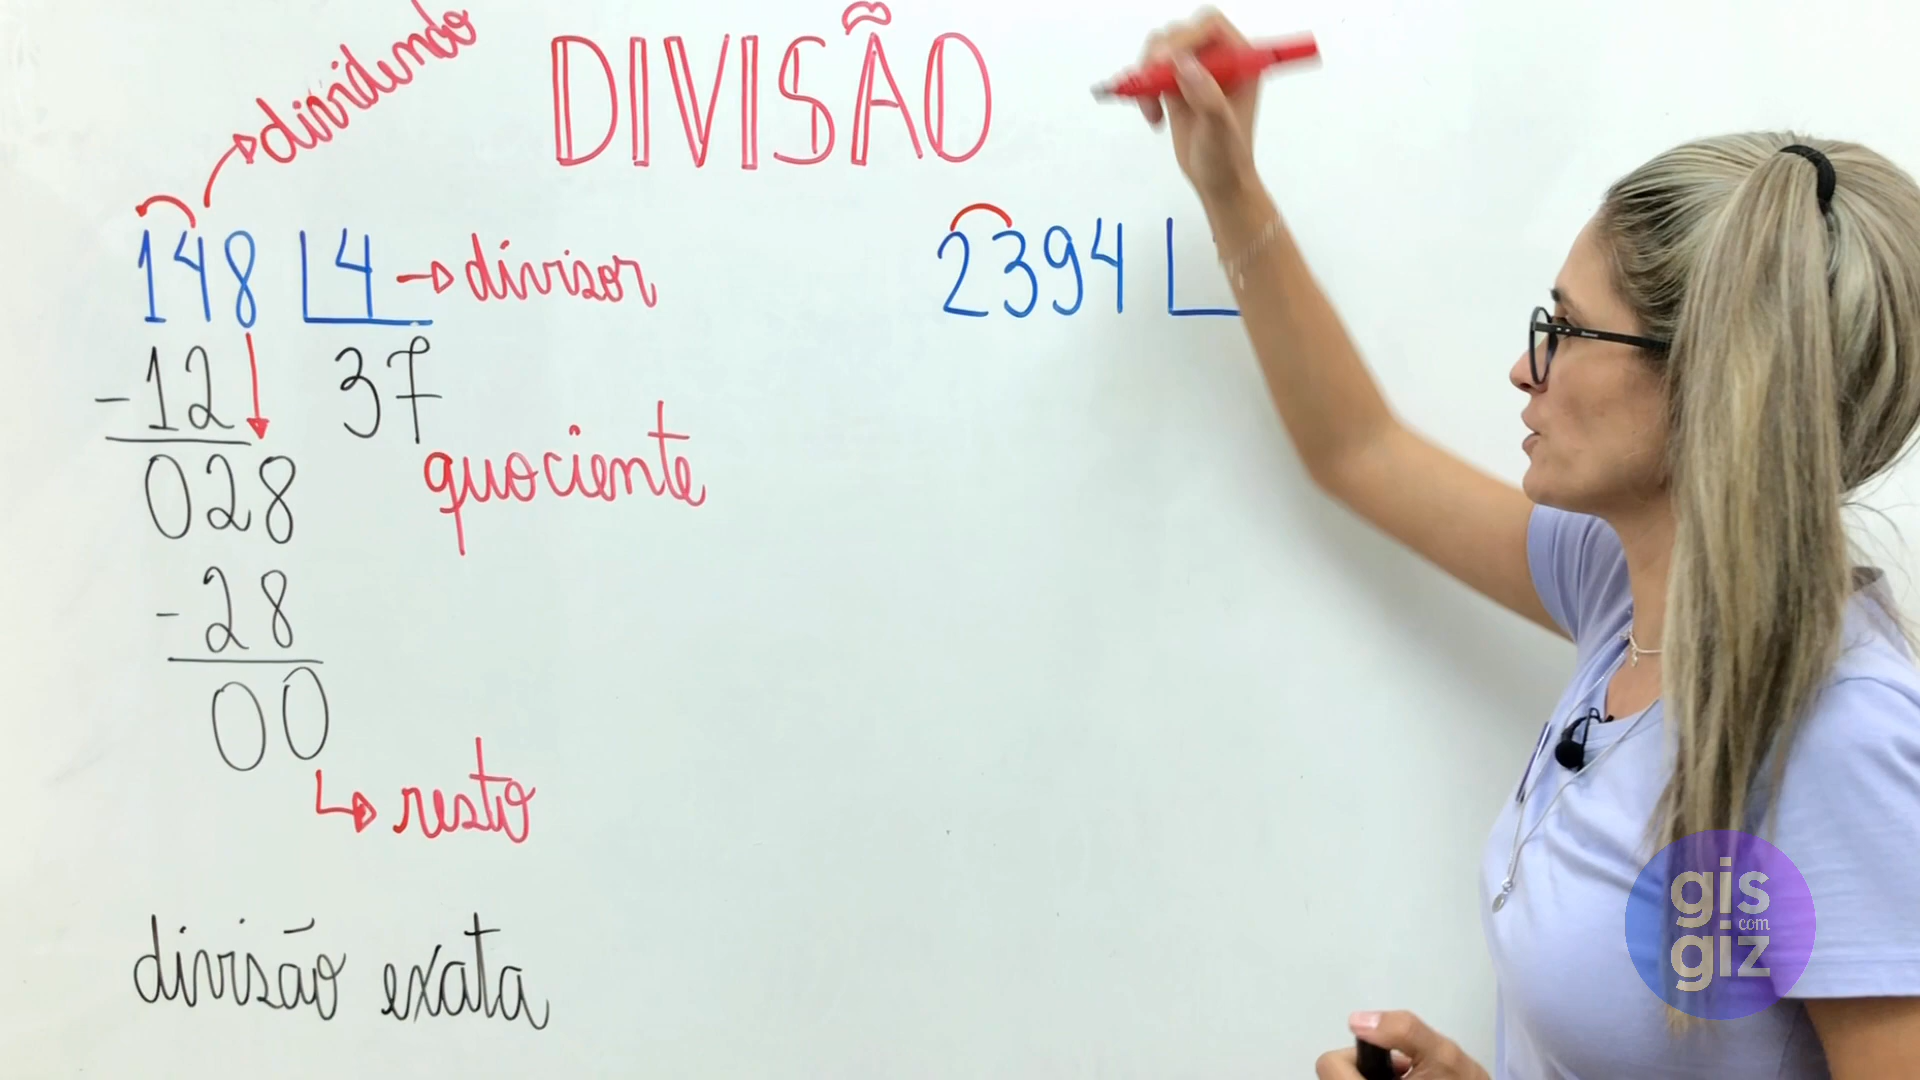 DIVISÃO
dividendo
148 4 → divisor
- 12 37
028 quociente
- 28
00
↳ resto
divisão exata
2394
gis
com
giz